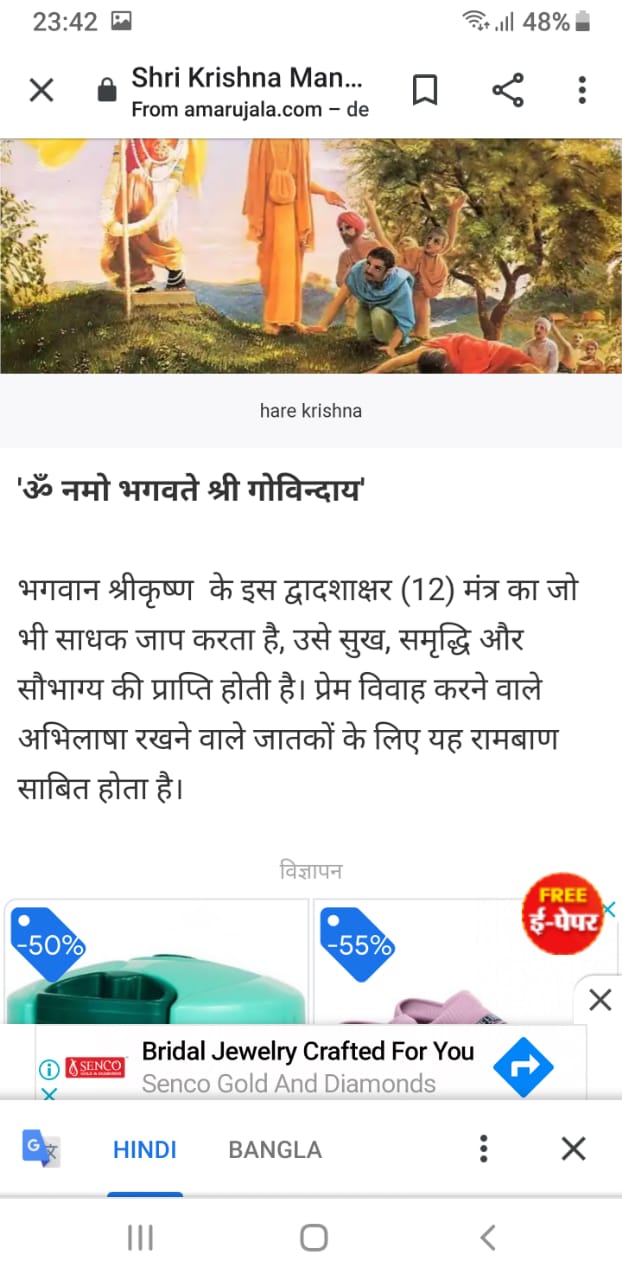 23:42
48%
Shri Krishna Man...
From amarujala.com – de
hare krishna
'ॐ नमो भगवते श्री गोविन्दाय'
भगवान श्रीकृष्ण के इस द्वादशाक्षर (12) मंत्र का जो
भी साधक जाप करता है, उसे सुख, समृद्धि और
सौभाग्य की प्राप्ति होती है। प्रेम विवाह करने वाले
अभिलाषा रखने वाले जातकों के लिए यह रामबाण
साबित होता है।
विज्ञापन
FREE
ई-पेपर
-50%
-55%
SENCO
Bridal Jewelry Crafted For You
Senco Gold And Diamonds
HINDI BANGLA